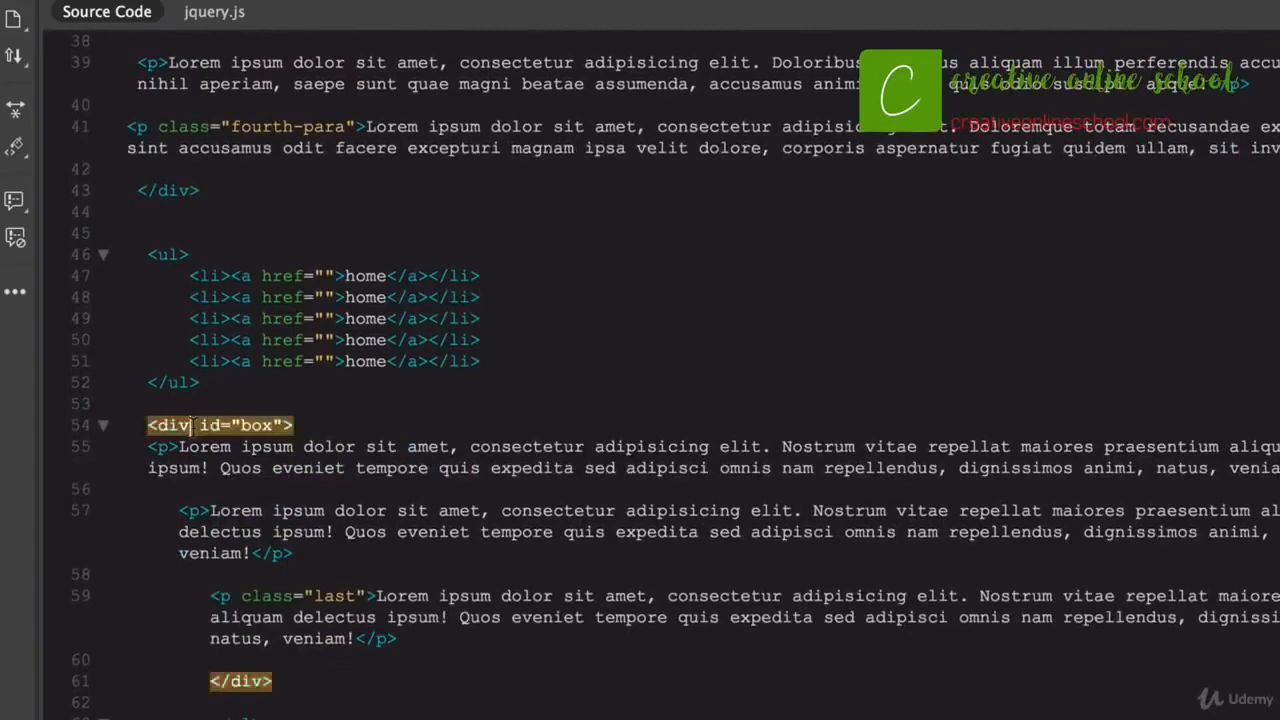 Source Code jquery.js
38
39 <p>Lorem ipsum dolor sit amet, consectetur adipisicing elit. Doloribus aliquam illum perferendis accu
nihil aperiam, saepe sunt quae magni beatae assumenda, accusamus animi quis odio suscipit atque</p>
creative online school
C
40
41 <p class="fourth-para">Lorem ipsum dolor sit amet, consectetur adipisicing elit. Doloremque totam recusandae ex
creativeonlineschool.com
sint accusamus odit facere excepturi magnam ipsa velit dolore, corporis aspernatur fugiat quidem ullam, sit inv
42
43 </div>
44
45
46 <ul>
47 <li><a href="">home</a></li>
48 <li><a href="">home</a></li>
49 <li><a href="">home</a></li>
50 <li><a href="">home</a></li>
51 <li><a href="">home</a></li>
52 </ul>
53
54 <div id="box">
55 <p>Lorem ipsum dolor sit amet, consectetur adipisicing elit. Nostrum vitae repellat maiores praesentium aliqu
ipsum! Quos eveniet tempore quis expedita sed adipisci omnis nam repellendus, dignissimos animi, natus, venia
56
57 <p>Lorem ipsum dolor sit amet, consectetur adipisicing elit. Nostrum vitae repellat maiores praesentium al
delectus ipsum! Quos eveniet tempore quis expedita sed adipisci omnis nam repellendus, dignissimos animi,
veniam!</p>
58
59 <p class="last">Lorem ipsum dolor sit amet, consectetur adipisicing elit. Nostrum vitae repellat maiore
aliquam delectus ipsum! Quos eveniet tempore quis expedita sed adipisci omnis nam repellendus, dignissi
natus, veniam!</p>
60
61 </div>
62
Udemy